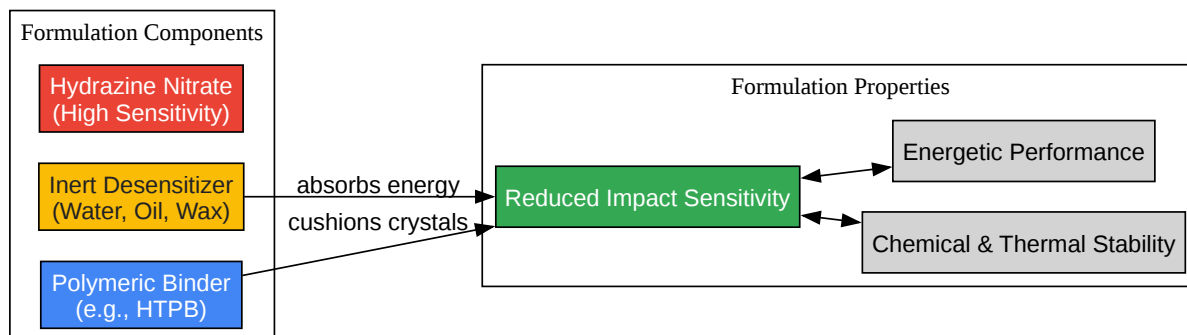 Formulation Components
Hydrazine Nitrate
(High Sensitivity)
Inert Desensitizer
(Water, Oil, Wax)
Polymeric Binder
(e.g., HTPB)
absorbs energy
cushions crystals
Formulation Properties
Reduced Impact Sensitivity
Energetic Performance
Chemical & Thermal Stability